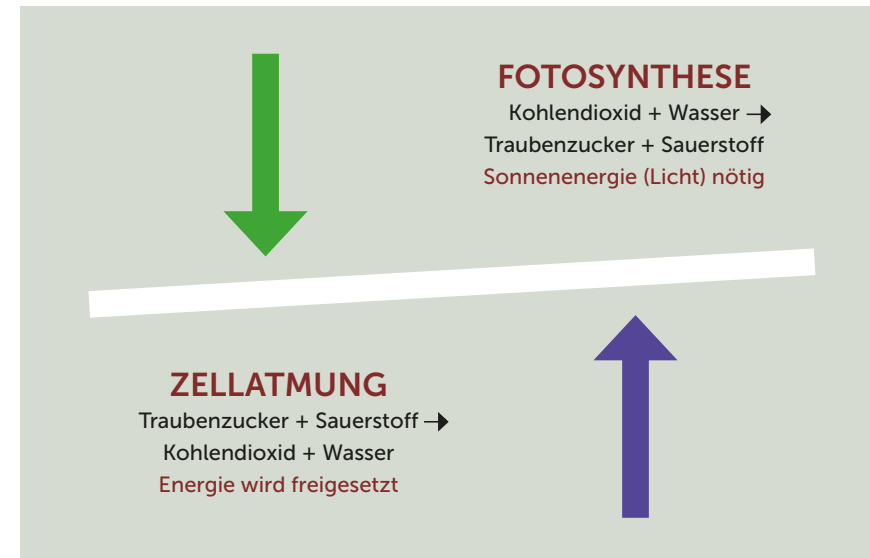 FOTOSYNTHESE
Kohlendioxid + Wasser →
Traubenzucker + Sauerstoff
Sonnenenergie (Licht) nötig
ZELLATMUNG
Traubenzucker + Sauerstoff →
Kohlendioxid + Wasser
Energie wird freigesetzt